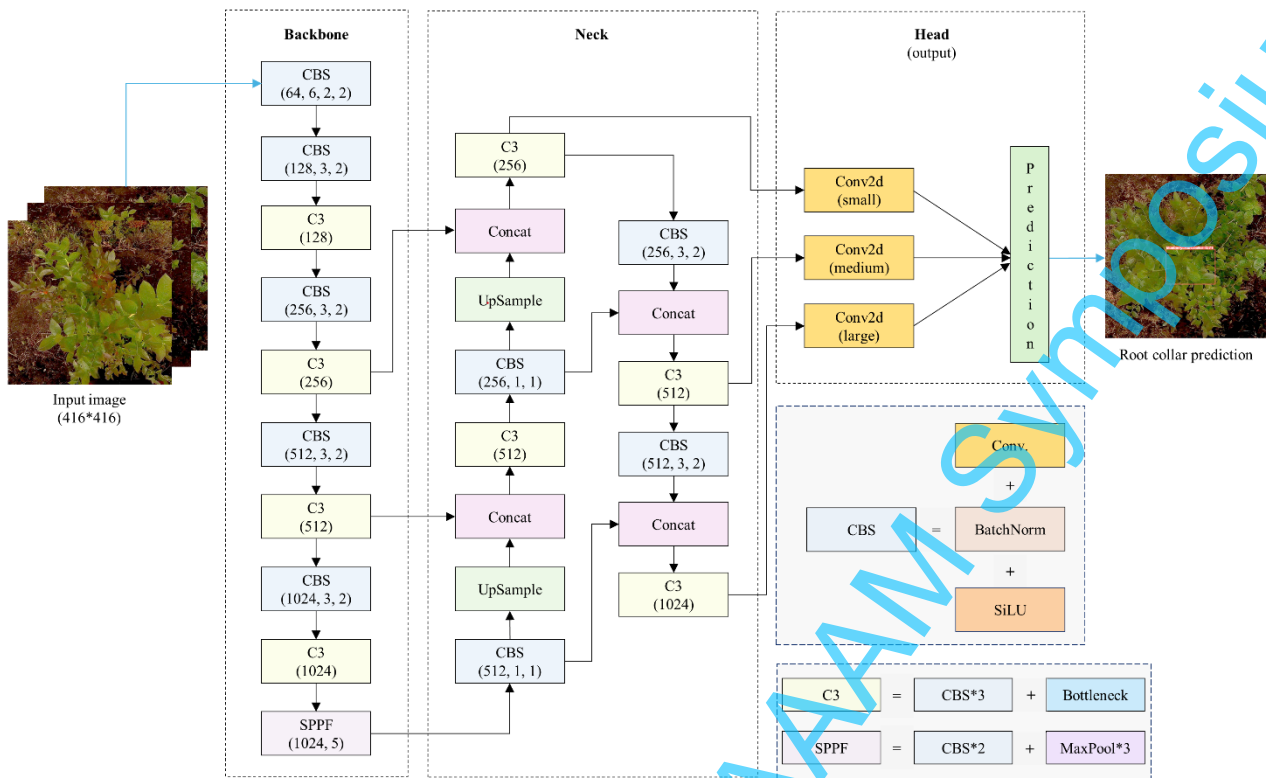 Backbone
CBS
(64, 6, 2, 2)
CBS
(128, 3, 2)
C3
(128)
CBS
(256, 3, 2)
C3
(256)
CBS
(512, 3, 2)
C3
(512)
CBS
(1024, 3, 2)
C3
(1024)
SPPF
(1024, 5)
Input image
(416*416)
Neck
C3
(256)
Concat
UpSample
CBS
(256, 1, 1)
C3
(512)
Concat
UpSample
CBS
(512, 1, 1)
CBS
(256, 3, 2)
Concat
C3
(512)
CBS
(512, 3, 2)
Concat
C3
(1024)
Head
(output)
Conv2d
(small)
Conv2d
(medium)
Conv2d
(large)
Prediction
Root collar prediction
Conv.
+
CBS = BatchNorm
+
SiLU
C3 = CBS*3 + Bottleneck
SPPF = CBS*2 + MaxPool*3
AAM Symposiu